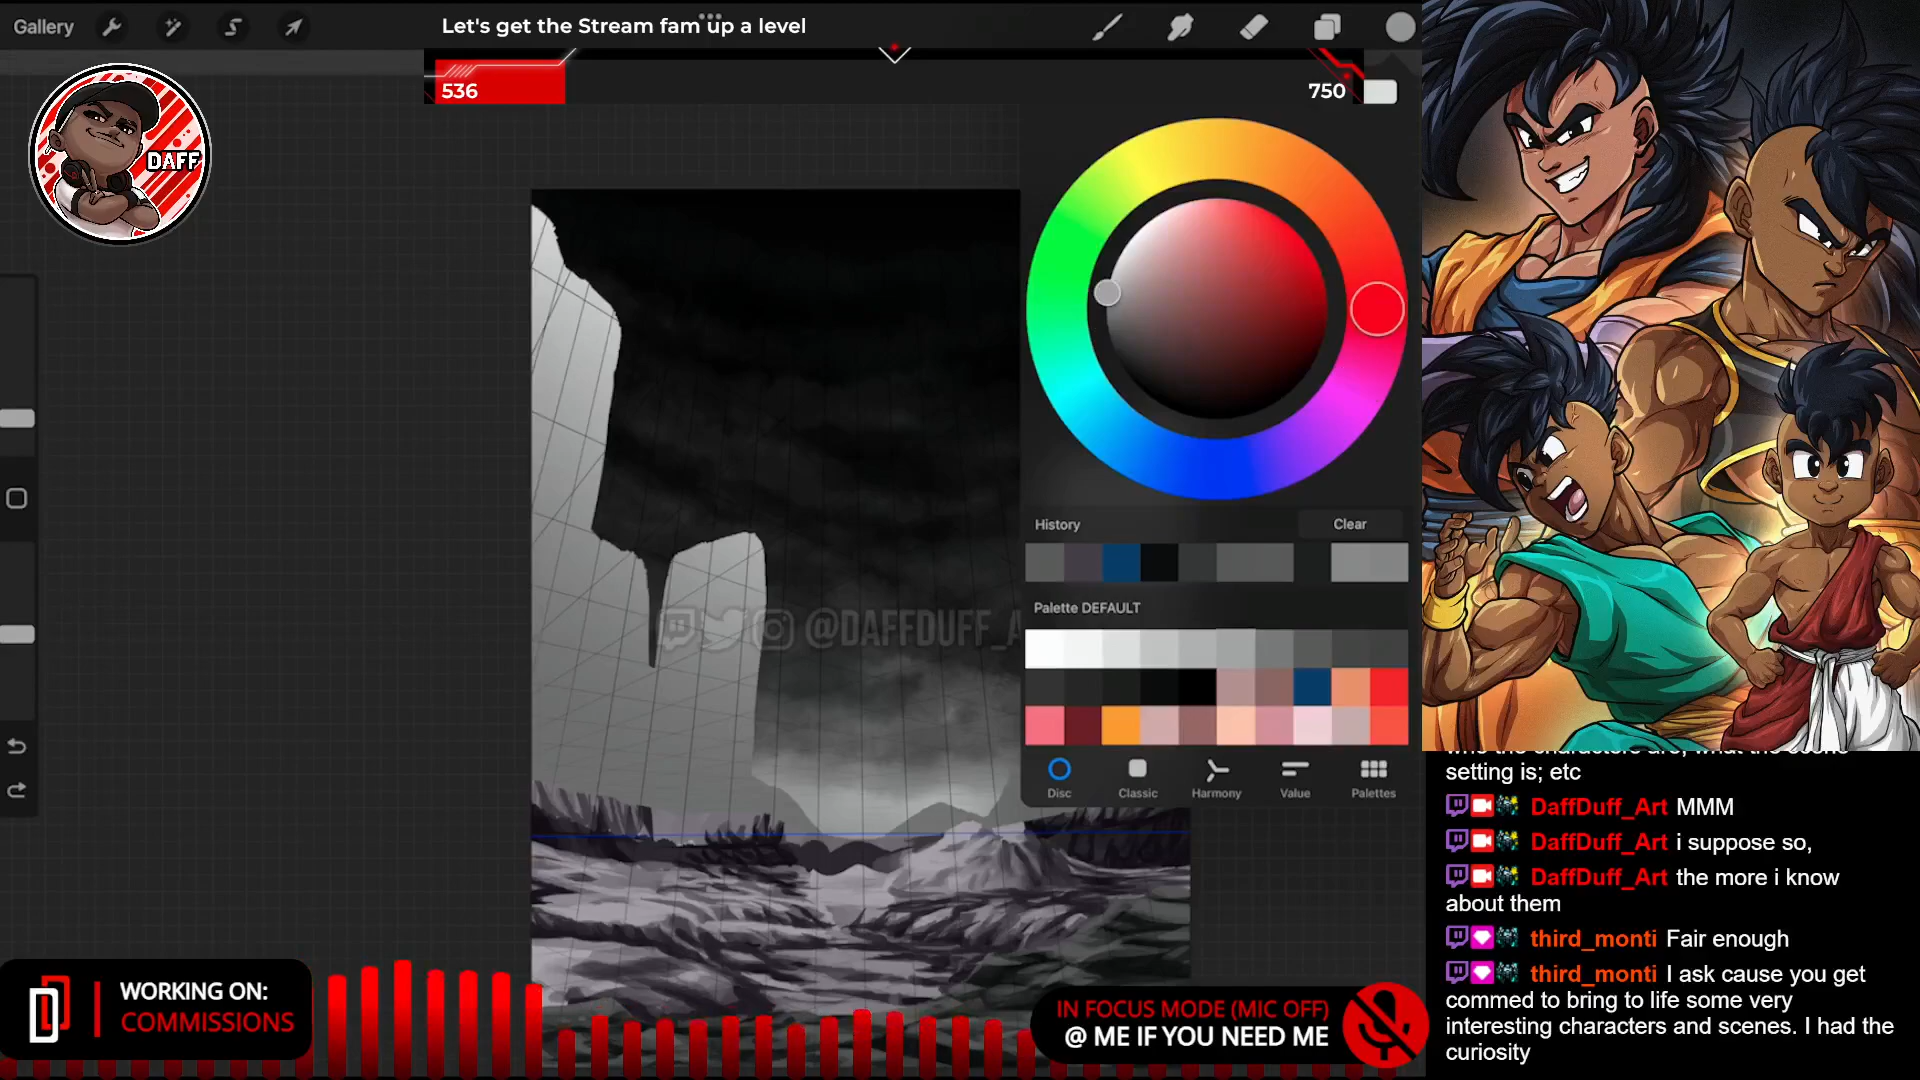 Gallery
Let's get the Stream fam up a level
536
750
DAFF
History
Clear
Palette DEFAULT
@DAFFDUFF_A
Disc
Classic
Harmony
Value
Palettes
setting is; etc
DaffDuff_Art MMM
DaffDuff_Art i suppose so,
DaffDuff_Art the more i know
about them
third_monti Fair enough
third_monti I ask cause you get
commed to bring to life some very
interesting characters and scenes. I had the
curiosity
WORKING ON:
COMMISSIONS
IN FOCUS MODE (MIC OFF)
@ ME IF YOU NEED ME